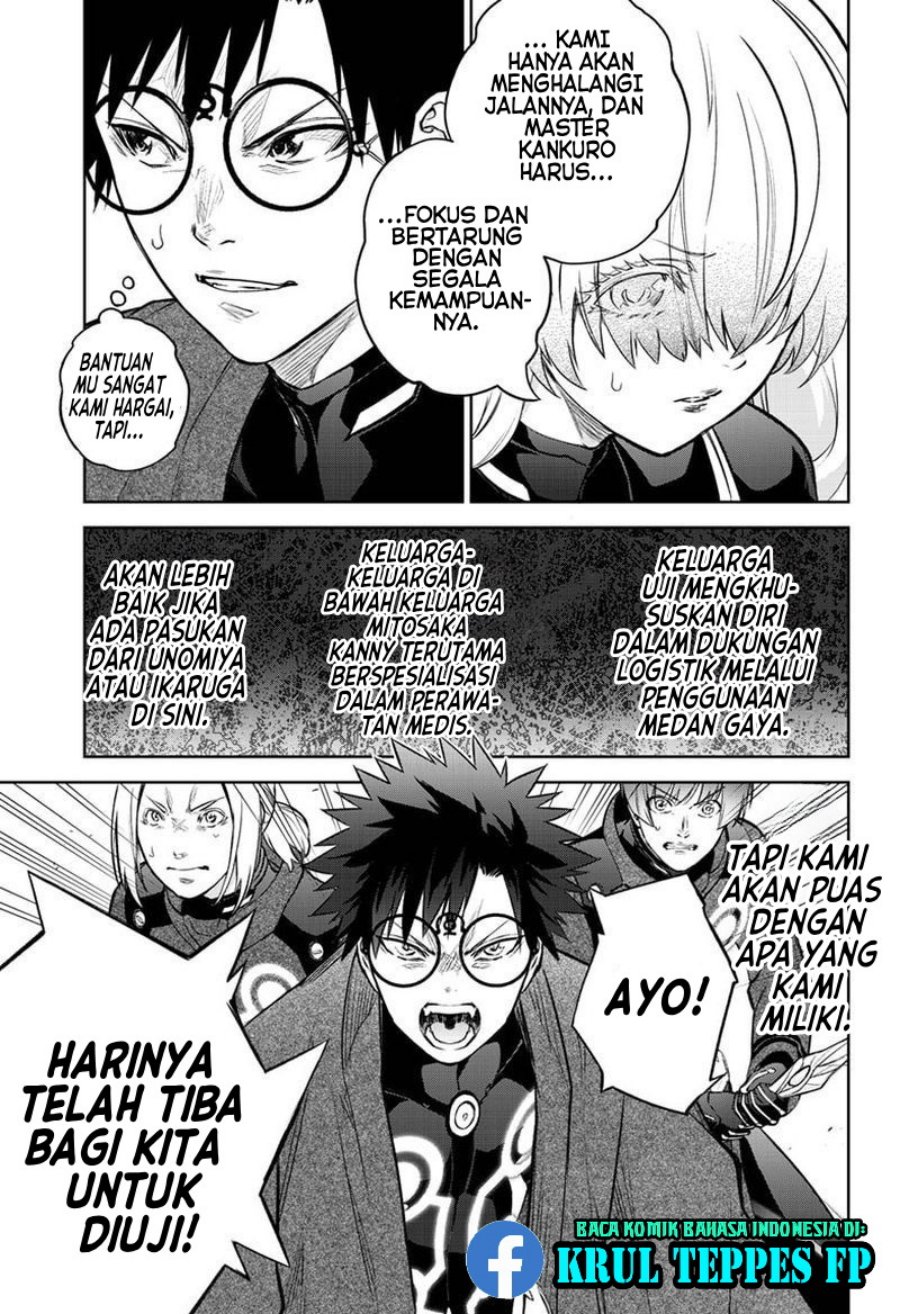 ... KAMI
HANYA AKAN
MENGHALANGI
JALANNYA, DAN
MASTER
KANKURO
HARUS...
...FOKUS DAN
BERTARUNG
DENGAN
SEGALA
KEMAMPUAN-
NYA.
BANTUAN
MU SANGAT
KAMI HARGAI,
TAPI...
KELUARGA
UJI MENGKHU-
SUSKAN DIRI
DALAM DUKUNGAN
LOGISTIK MELALUI
PENGGUNAAN
MEDAN GAYA.
KELUARGA-
KELUARGA DI
BAWAH KELUARGA
MITOSAKA
KANNY TERUTAMA
BERSPESIALISASI
DALAM PERAWA-
TAN MEDIS.
AKAN LEBIH
BAIK JIKA
ADA PASUKAN
DARI UNOMIYA
ATAU IKARUGA
DI SINI.
TAPI KAMI
AKAN PUAS
DENGAN
APA YANG
KAMI
MILIKI.
AYO!
HARINYA
TELAH TIBA
BAGI KITA
UNTUK
DIUJI!
BACA KOMIK BAHASA INDONESIA DI:
f KRUL TEPPES FP